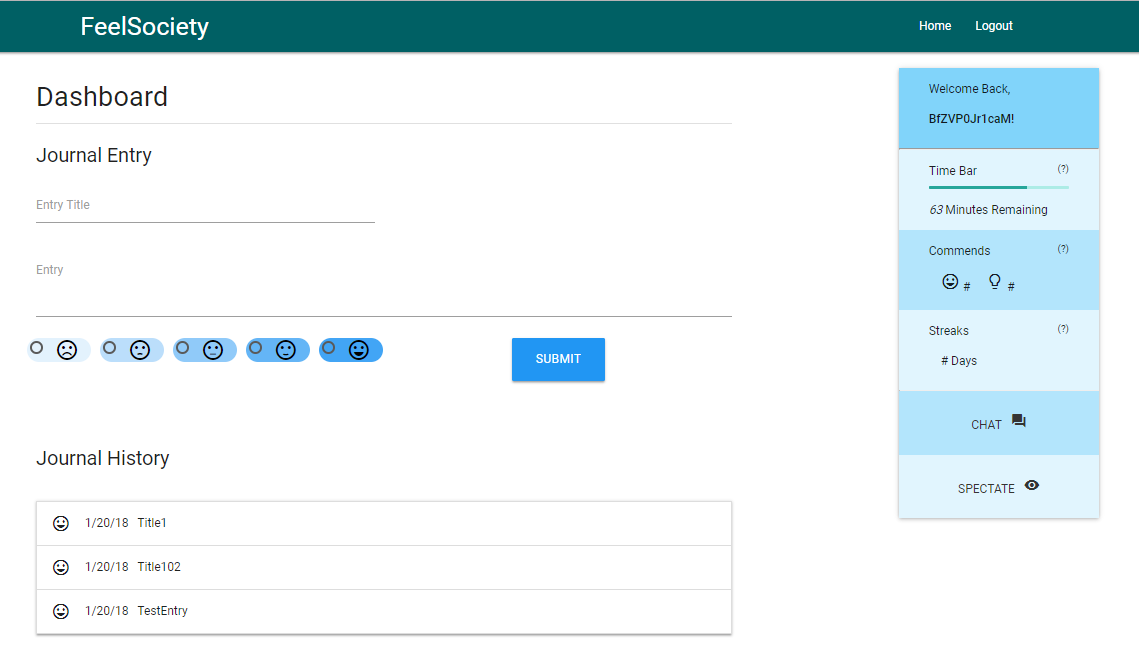 FeelSociety
Home Logout
Dashboard
Journal Entry
Entry Title
Entry
SUBMIT
Journal History
1/20/18 Title1
1/20/18 Title102
1/20/18 TestEntry
Welcome Back,
BfZVP0Jr1caM!
Time Bar (?)
63 Minutes Remaining
Commends (?)
# #
Streaks (?)
# Days
CHAT
SPECTATE